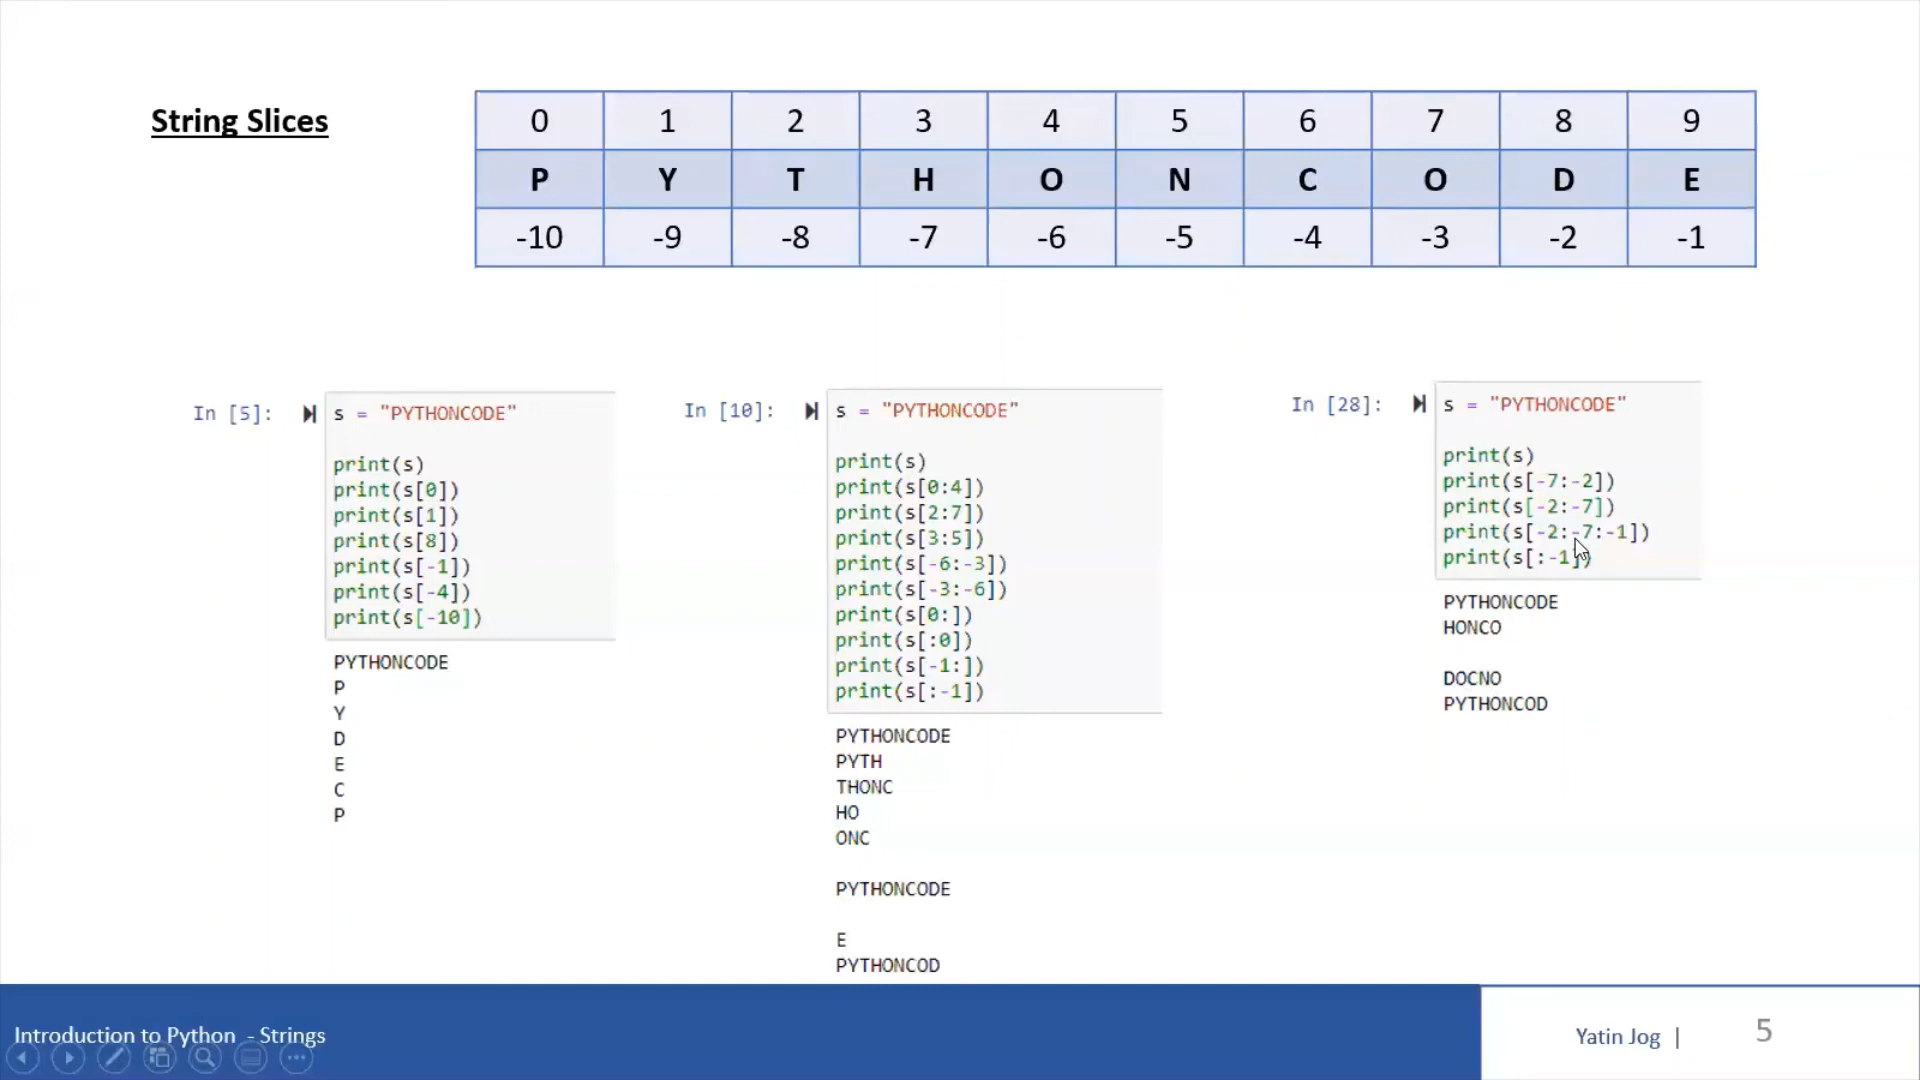 String Slices
0 1 2 3 4 5 6 7 8 9
P Y T H O N C O D E
-10 -9 -8 -7 -6 -5 -4 -3 -2 -1
In [5]:
s = "PYTHONCODE"
print(s)
print(s[0])
print(s[1])
print(s[8])
print(s[-1])
print(s[-4])
print(s[-10])
PYTHONCODE
P
Y
D
E
C
P
In [10]:
s = "PYTHONCODE"
print(s)
print(s[0:4])
print(s[2:7])
print(s[3:5])
print(s[-6:-3])
print(s[-3:-6])
print(s[0:])
print(s[:0])
print(s[-1:])
print(s[:-1])
PYTHONCODE
PYTH
THONC
HO
ONC
PYTHONCODE
E
PYTHONCOD
In [28]:
s = "PYTHONCODE"
print(s)
print(s[-7:-2])
print(s[-2:-7])
print(s[-2:-7:-1])
print(s[:-1])
PYTHONCODE
HONCO
DOCNO
PYTHONCOD
Introduction to Python - Strings
Yatin Jog |
5